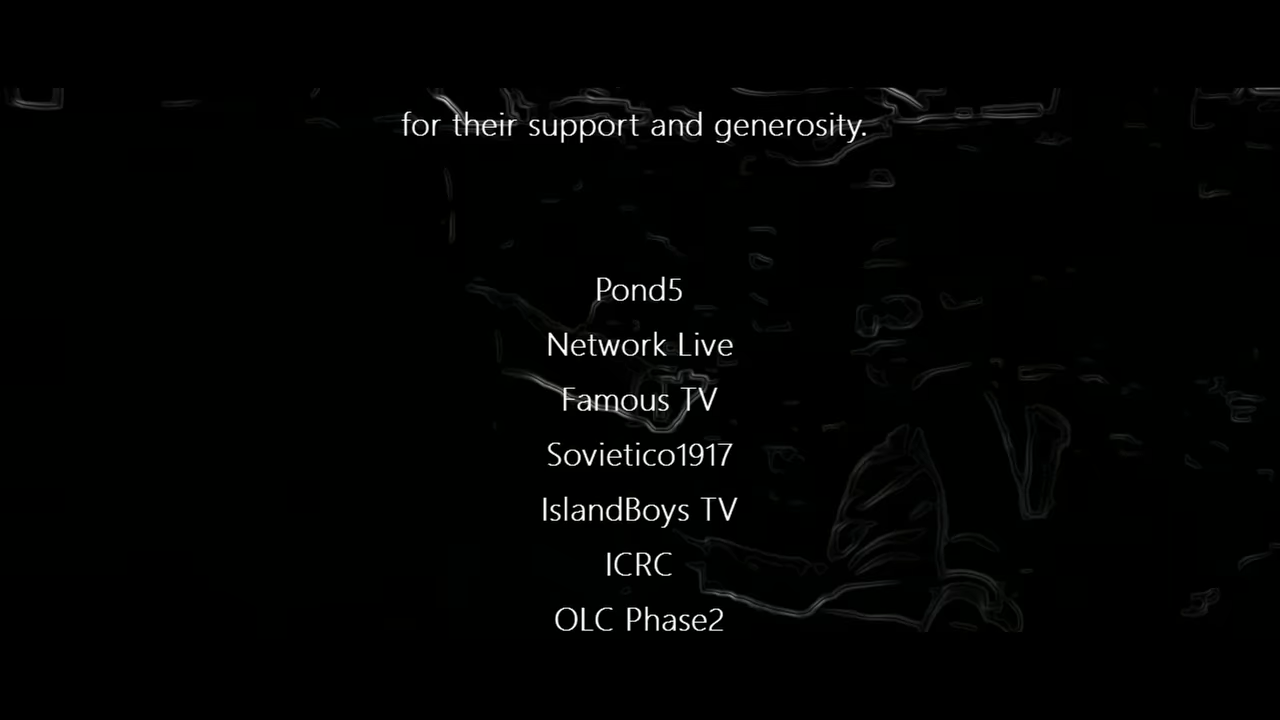 for their support and generosity.
Pond5
Network Live
Famous TV
Sovietico1917
IslandBoys TV
ICRC
OLC Phase2